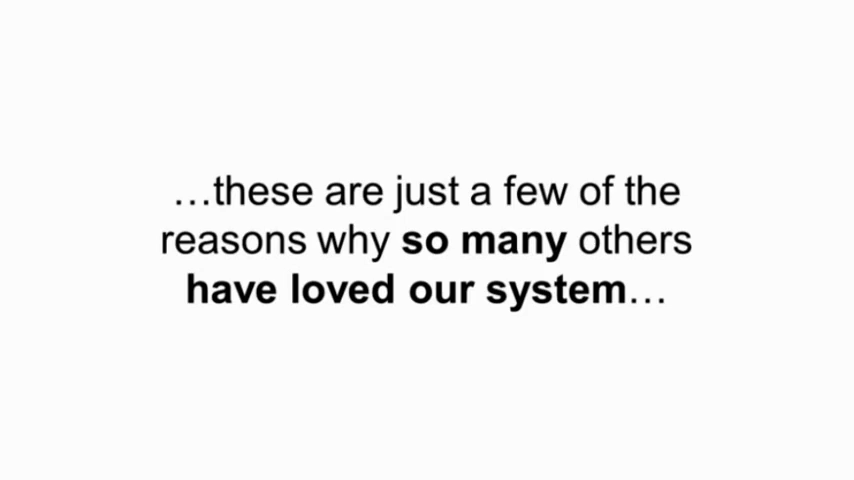 …these are just a few of the
reasons why so many others
have loved our system…